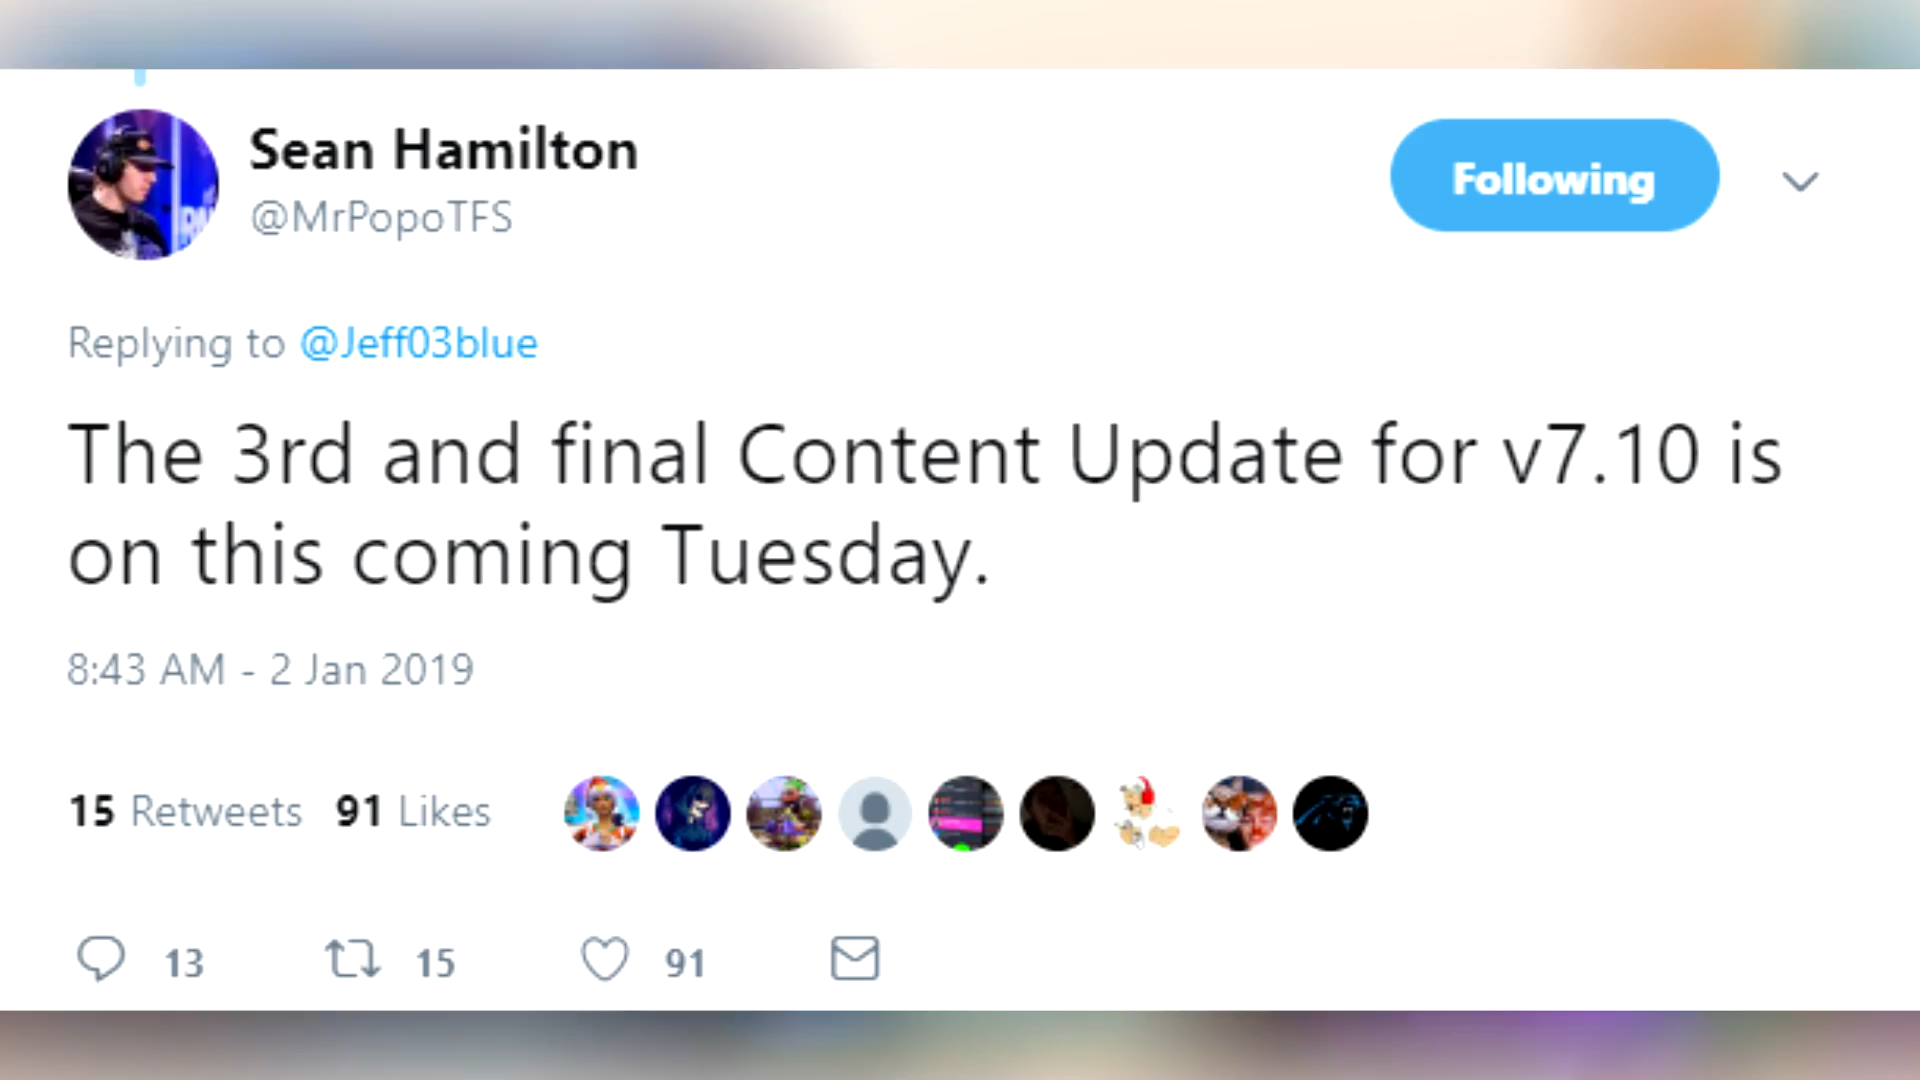 Sean Hamilton
@MrPopoTFS
Following
Replying to @Jeff03blue
The 3rd and final Content Update for v7.10 is
on this coming Tuesday.
8:43 AM - 2 Jan 2019
15 Retweets 91 Likes
13 15 91